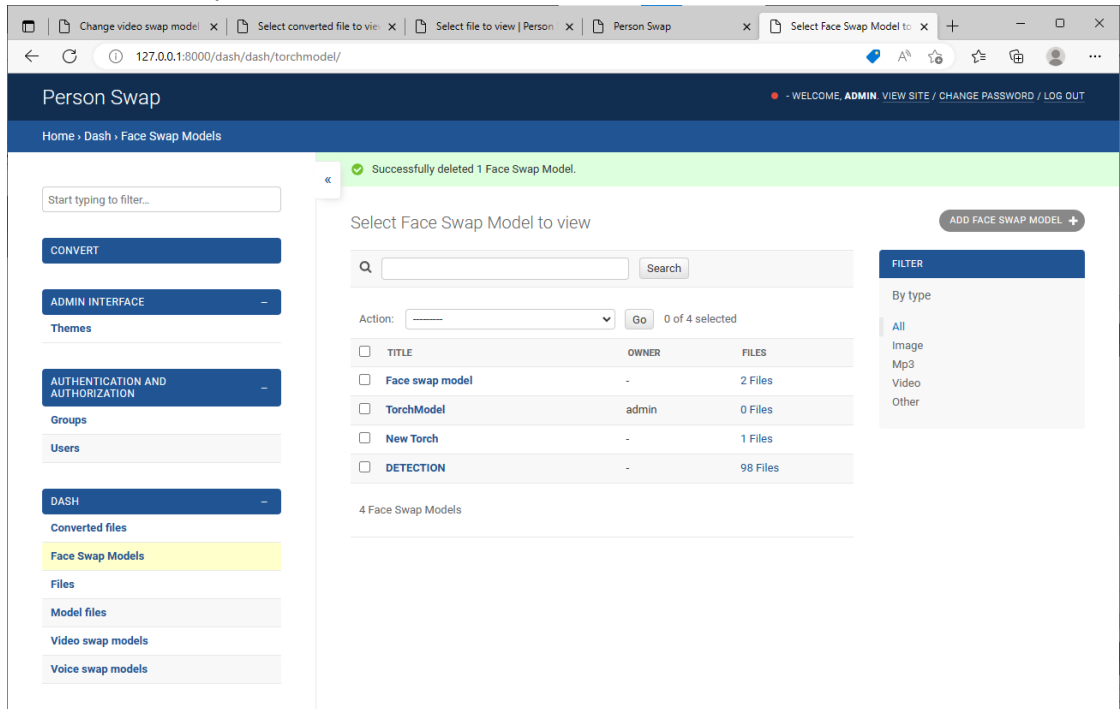 Change video swap model
Select converted file to vie
Select file to view | Person
Person Swap
Select Face Swap Model to
127.0.0.1:8000/dash/dash/torchmodel/
Person Swap
- WELCOME, ADMIN. VIEW SITE / CHANGE PASSWORD / LOG OUT
Home › Dash › Face Swap Models
Successfully deleted 1 Face Swap Model.
«
Start typing to filter...
CONVERT
ADMIN INTERFACE –
Themes
AUTHENTICATION AND
AUTHORIZATION –
Groups
Users
DASH –
Converted files
Face Swap Models
Files
Model files
Video swap models
Voice swap models
Select Face Swap Model to view
ADD FACE SWAP MODEL +
Search
Action: --------- Go 0 of 4 selected
TITLE OWNER FILES
Face swap model - 2 Files
TorchModel admin 0 Files
New Torch - 1 Files
DETECTION - 98 Files
4 Face Swap Models
FILTER
By type
All
Image
Mp3
Video
Other